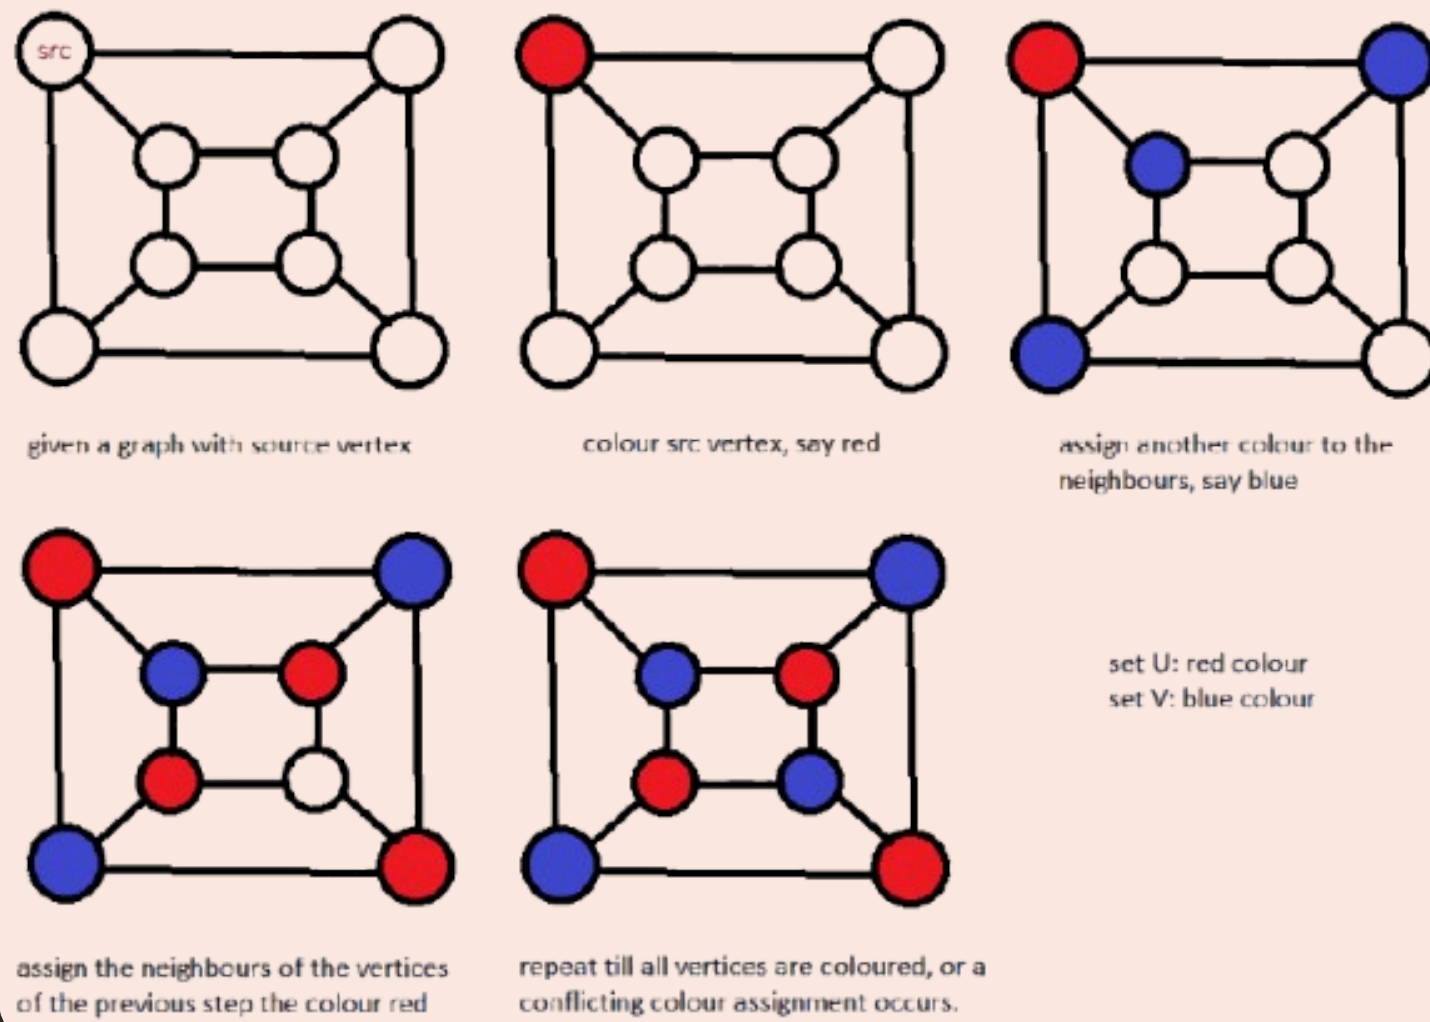 src
given a graph with source vertex
colour src vertex, say red
assign another colour to the
neighbours, say blue
set U: red colour
set V: blue colour
assign the neighbours of the vertices
of the previous step the colour red
repeat till all vertices are coloured, or a
conflicting colour assignment occurs.